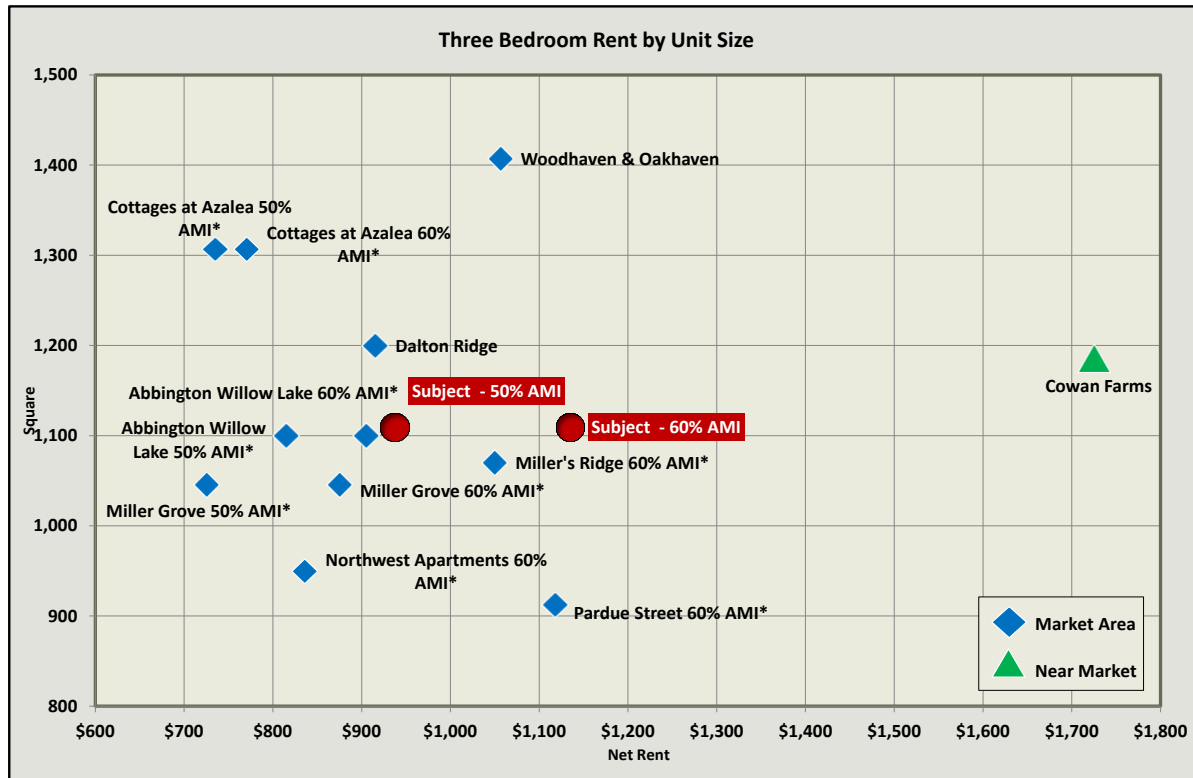 Three Bedroom Rent by Unit Size
1,500
1,400
1,300
1,200
1,100
1,000
900
800
Square
Woodhaven & Oakhaven
Cottages at Azalea 50%
AMI*
Cottages at Azalea 60%
AMI*
Dalton Ridge
Cowan Farms
Abbington Willow Lake 60% AMI*
Subject - 50% AMI
Abbington Willow
Lake 50% AMI*
Subject - 60% AMI
Miller's Ridge 60% AMI*
Miller Grove 60% AMI*
Miller Grove 50% AMI*
Northwest Apartments 60%
AMI*
Pardue Street 60% AMI*
Market Area
Near Market
$600 $700 $800 $900 $1,000 $1,100 $1,200 $1,300 $1,400 $1,500 $1,600 $1,700 $1,800
Net Rent